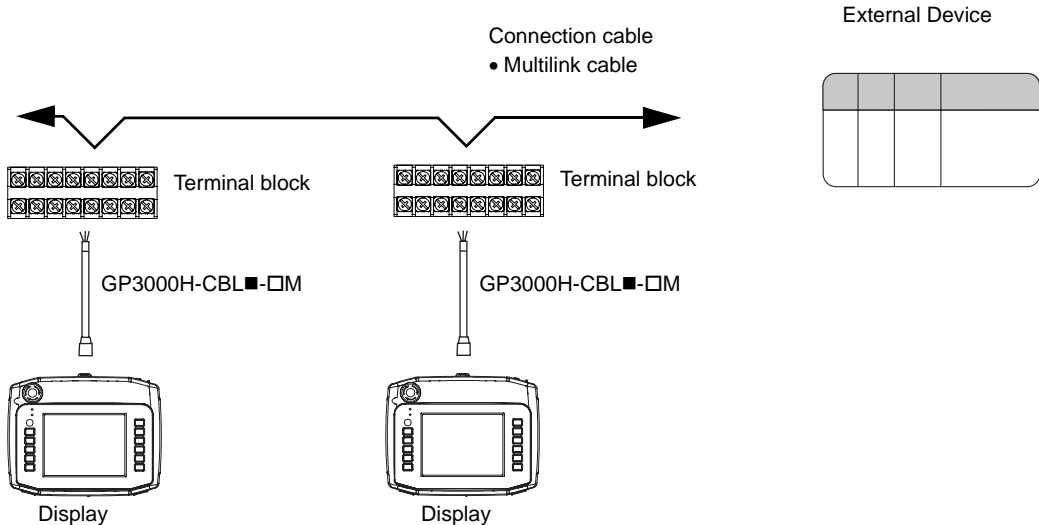 External Device
Connection cable
• Multilink cable
Terminal block
Terminal block
GP3000H-CBL■-□M
GP3000H-CBL■-□M
Display
Display